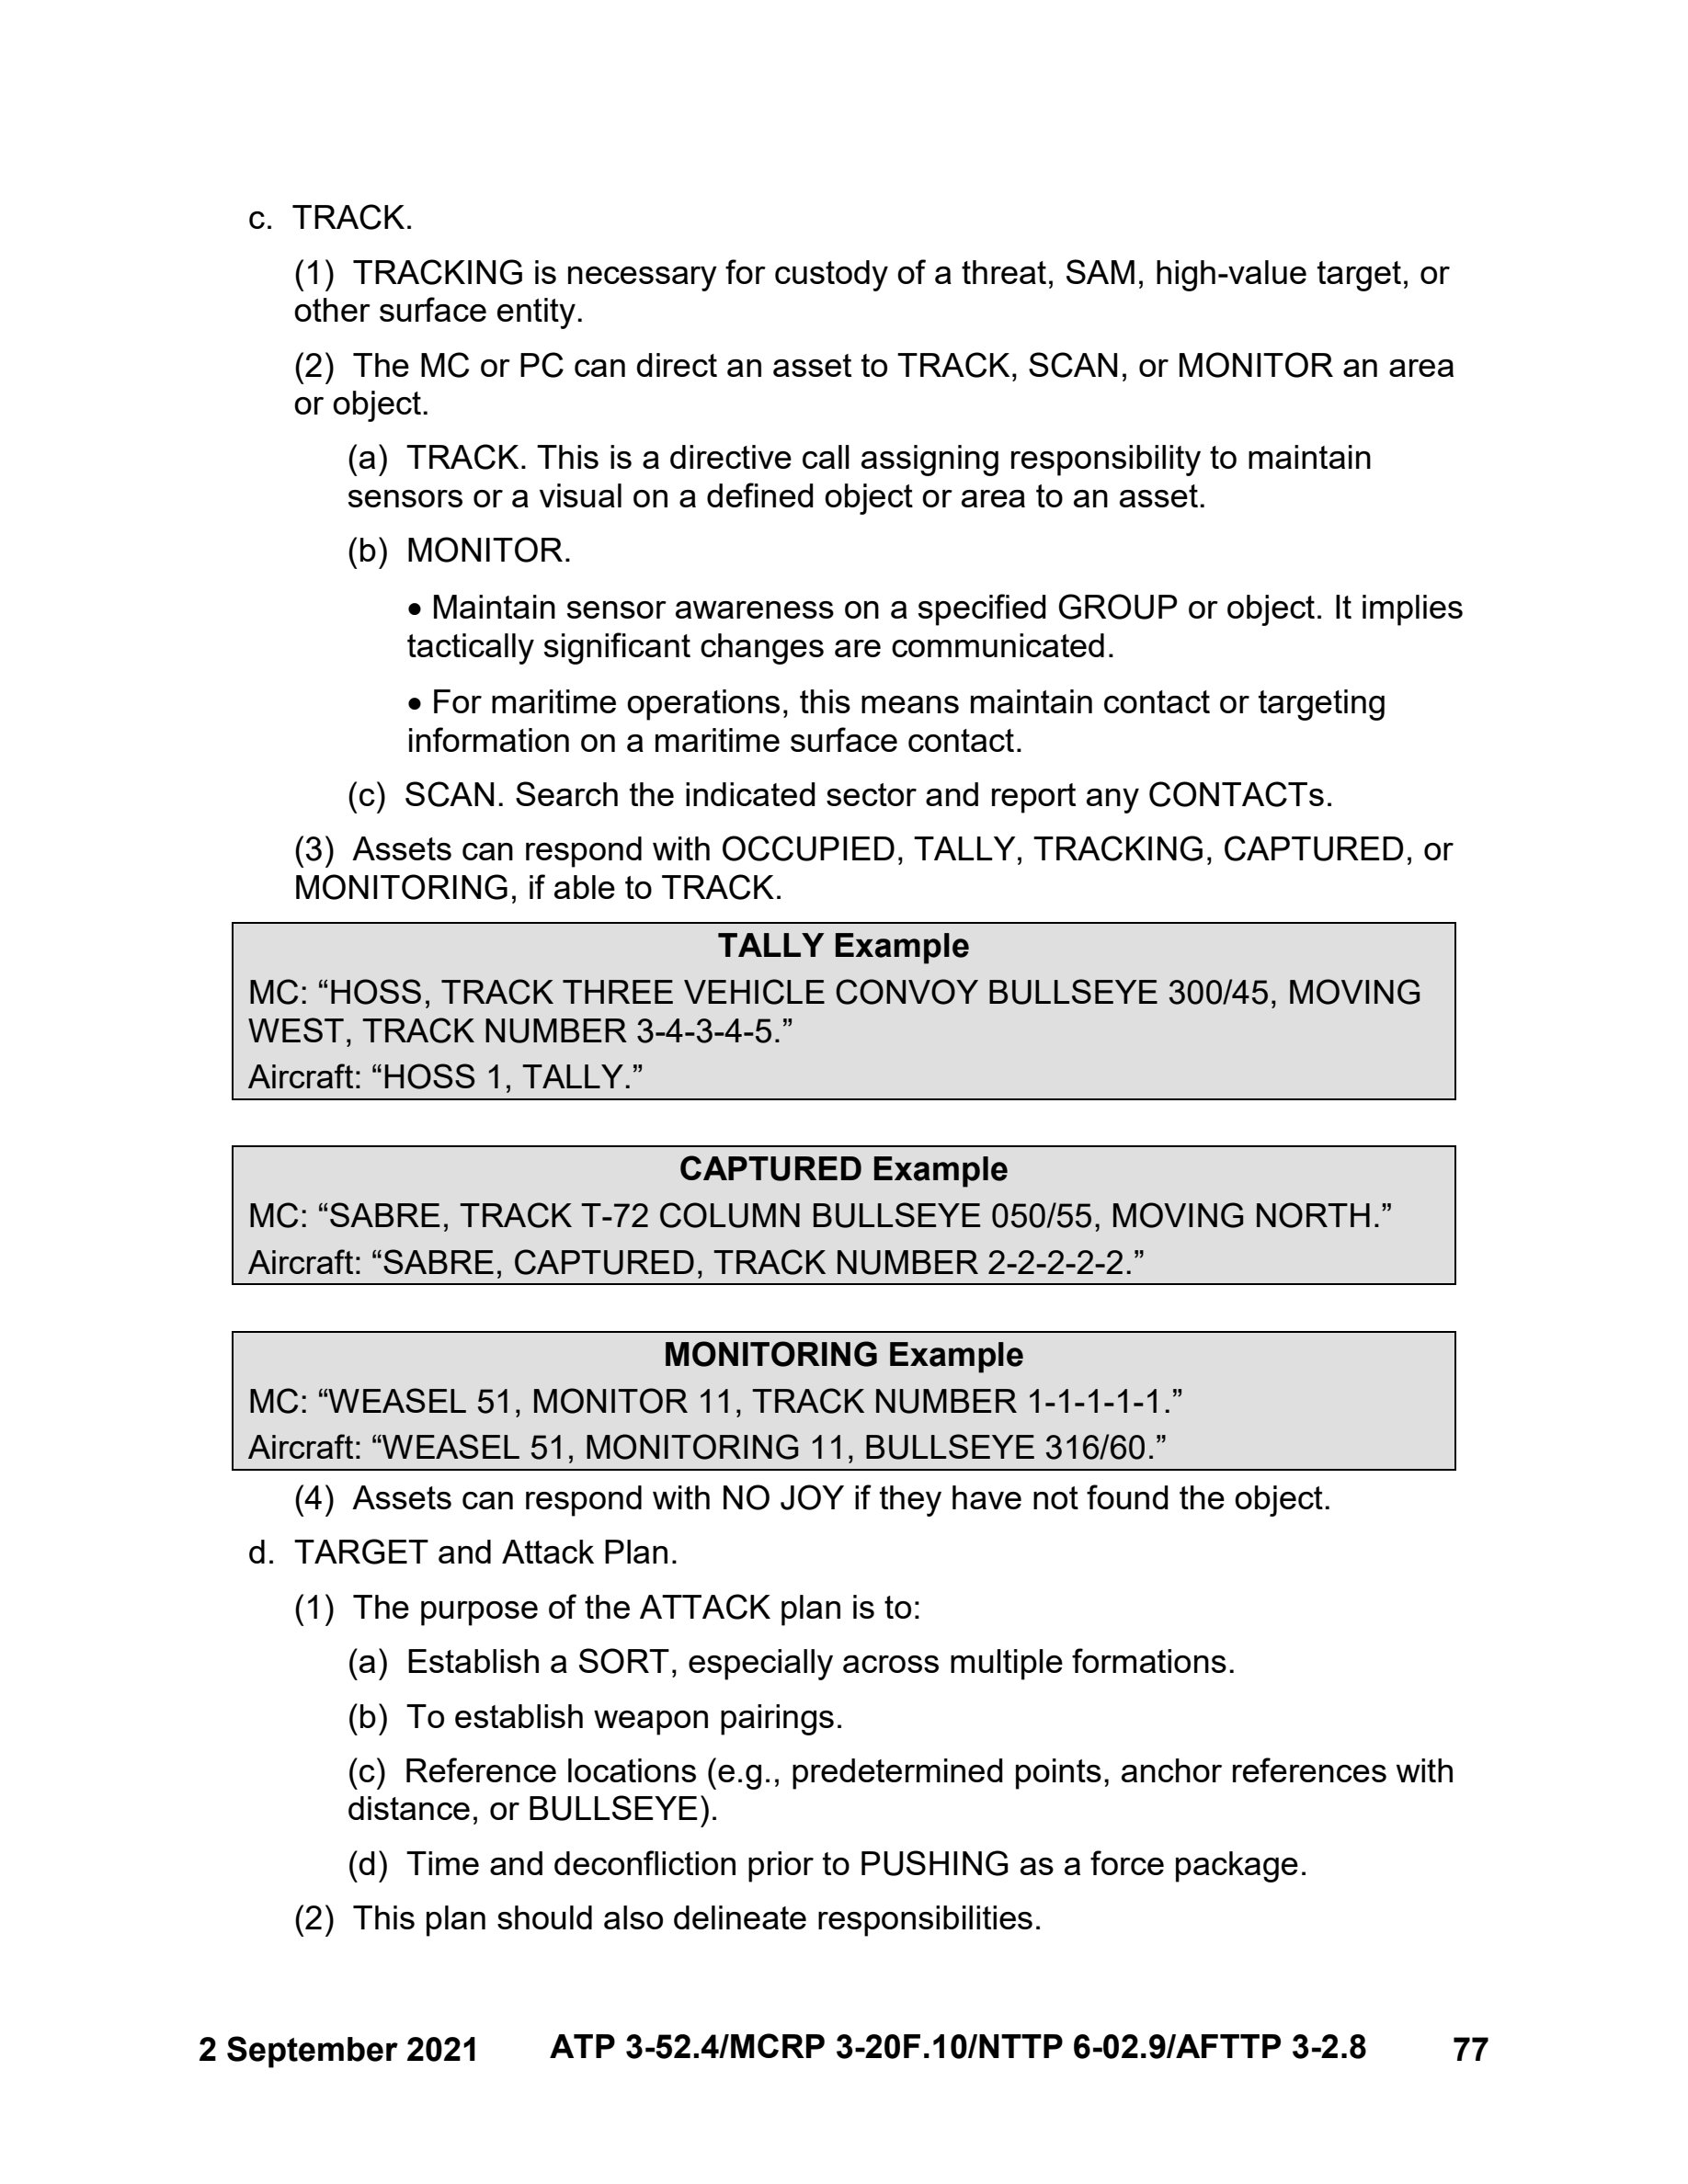 c. TRACK.
(1) TRACKING is necessary for custody of a threat, SAM, high-value target, or
other surface entity.
(2) The MC or PC can direct an asset to TRACK, SCAN, or MONITOR an area
or object.
(a) TRACK. This is a directive call assigning responsibility to maintain
sensors or a visual on a defined object or area to an asset.
(b) MONITOR.
• Maintain sensor awareness on a specified GROUP or object. It implies
tactically significant changes are communicated.
• For maritime operations, this means maintain contact or targeting
information on a maritime surface contact.
(c) SCAN. Search the indicated sector and report any CONTACTs.
(3) Assets can respond with OCCUPIED, TALLY, TRACKING, CAPTURED, or
MONITORING, if able to TRACK.
TALLY Example
MC: “HOSS, TRACK THREE VEHICLE CONVOY BULLSEYE 300/45, MOVING
WEST, TRACK NUMBER 3-4-3-4-5.”
Aircraft: “HOSS 1, TALLY.”
CAPTURED Example
MC: “SABRE, TRACK T-72 COLUMN BULLSEYE 050/55, MOVING NORTH.”
Aircraft: “SABRE, CAPTURED, TRACK NUMBER 2-2-2-2-2.”
MONITORING Example
MC: “WEASEL 51, MONITOR 11, TRACK NUMBER 1-1-1-1-1.”
Aircraft: “WEASEL 51, MONITORING 11, BULLSEYE 316/60.”
(4) Assets can respond with NO JOY if they have not found the object.
d. TARGET and Attack Plan.
(1) The purpose of the ATTACK plan is to:
(a) Establish a SORT, especially across multiple formations.
(b) To establish weapon pairings.
(c) Reference locations (e.g., predetermined points, anchor references with
distance, or BULLSEYE).
(d) Time and deconfliction prior to PUSHING as a force package.
(2) This plan should also delineate responsibilities.
2 September 2021 ATP 3-52.4/MCRP 3-20F.10/NTTP 6-02.9/AFTTP 3-2.8 77